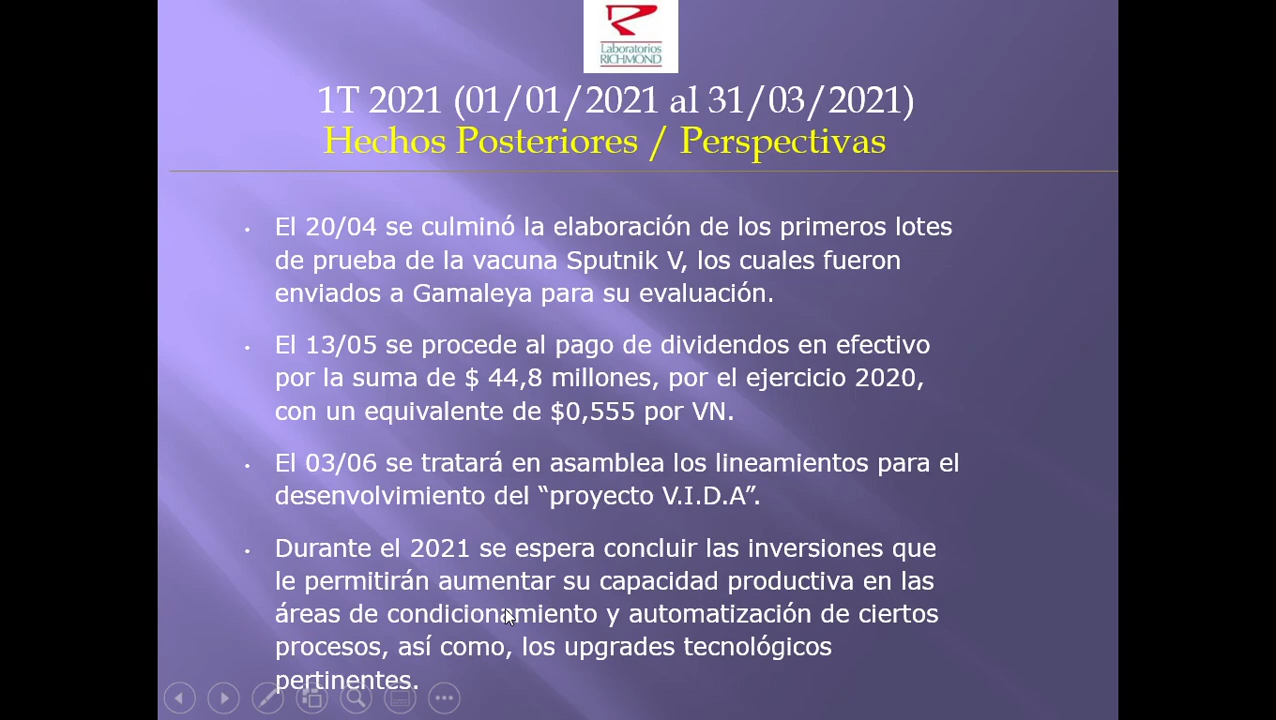 Laboratorios
RICHMOND
1T 2021 (01/01/2021 al 31/03/2021)
Hechos Posteriores / Perspectivas
• El 20/04 se culminó la elaboración de los primeros lotes
de prueba de la vacuna Sputnik V, los cuales fueron
enviados a Gamaleya para su evaluación.
• El 13/05 se procede al pago de dividendos en efectivo
por la suma de $ 44,8 millones, por el ejercicio 2020,
con un equivalente de $0,555 por VN.
• El 03/06 se tratará en asamblea los lineamientos para el
desenvolvimiento del “proyecto V.I.D.A”.
• Durante el 2021 se espera concluir las inversiones que
le permitirán aumentar su capacidad productiva en las
áreas de condicionamiento y automatización de ciertos
procesos, así como, los upgrades tecnológicos
pertinentes.